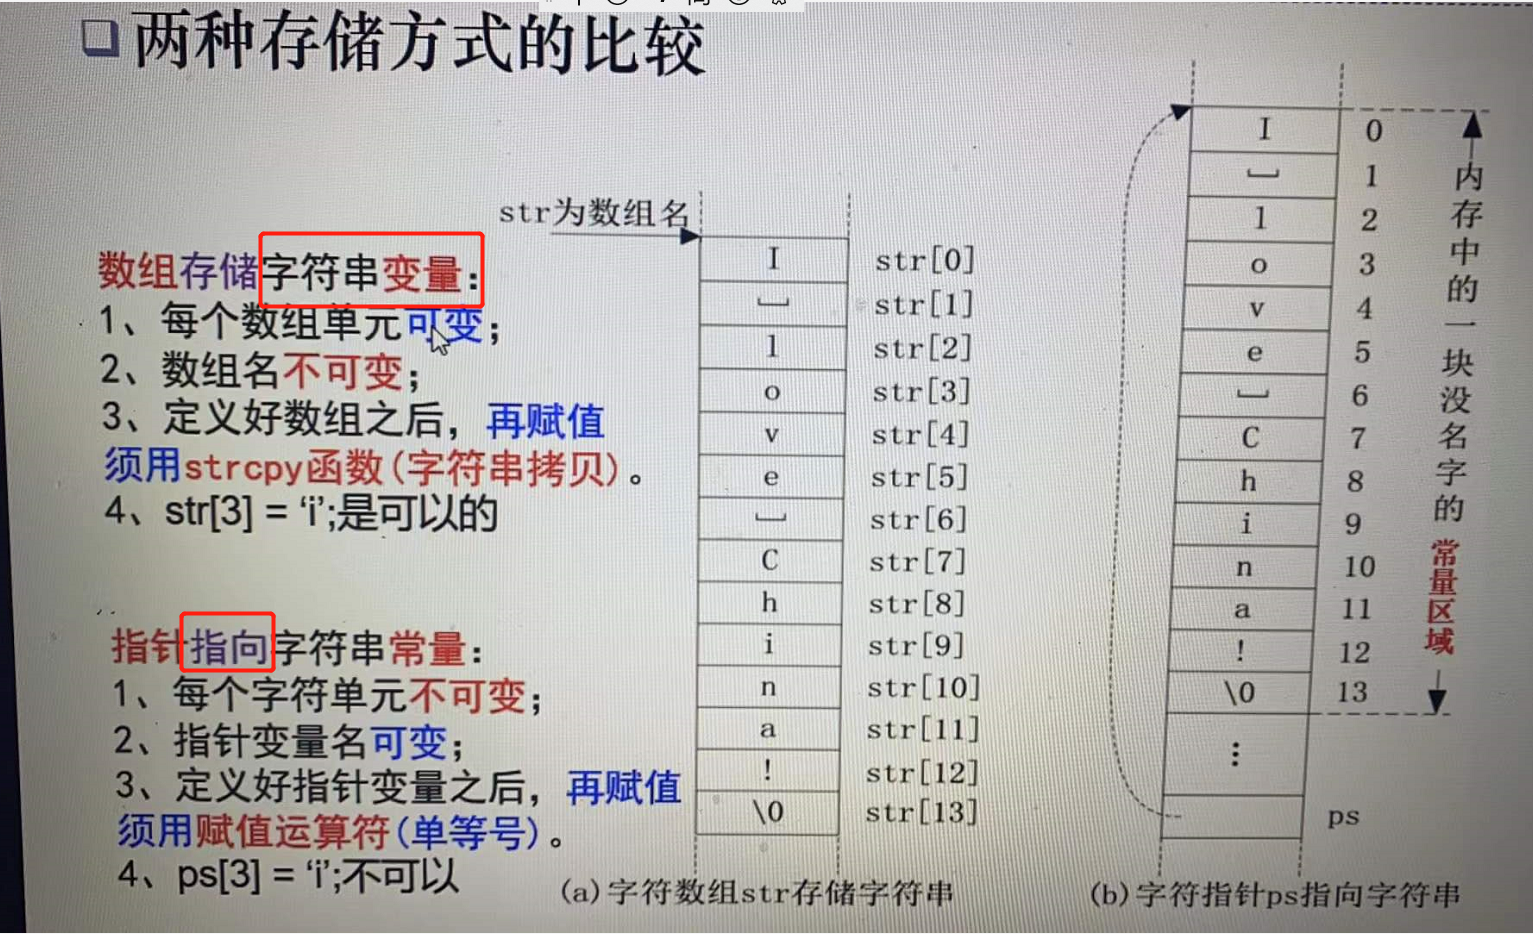 两种存储方式的比较
数组存储字符串变量：
1、每个数组单元可变；
2、数组名不可变；
3、定义好数组之后，再赋值
须用strcpy函数(字符串拷贝)。
4、str[3] = ‘i’;是可以的
指针指向字符串常量：
1、每个字符单元不可变；
2、指针变量名可变；
3、定义好指针变量之后，再赋值
须用赋值运算符(单等号)。
4、ps[3] = ‘i’;不可以
str为数组名
I str[0]
␣ str[1]
l str[2]
o str[3]
v str[4]
e str[5]
␣ str[6]
C str[7]
h str[8]
i str[9]
n str[10]
a str[11]
! str[12]
\0 str[13]
(a)字符数组str存储字符串
I 0
␣ 1
l 2
o 3
v 4
e 5
␣ 6
C 7
h 8
i 9
n 10
a 11
! 12
\0 13
⋮
ps
内存中的一块没名字的常量区域
(b)字符指针ps指向字符串